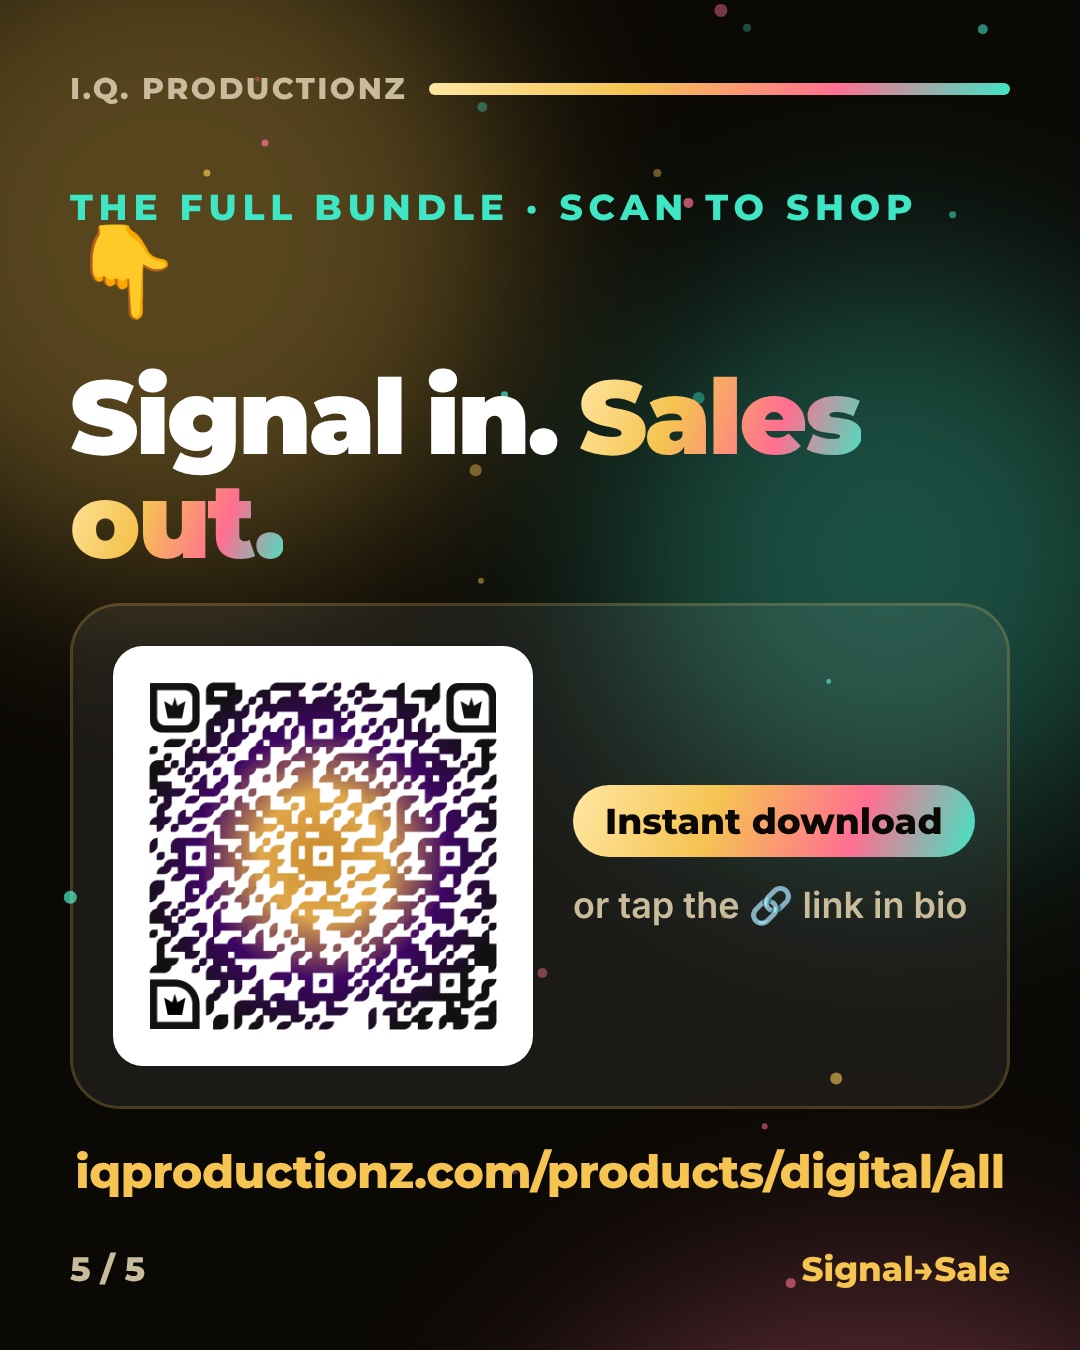 I.Q. PRODUCTIONZ
THE FULL BUNDLE · SCAN TO SHOP
👇
Signal in. Sales
out.
Instant download
or tap the 🔗 link in bio
iqproductionz.com/products/digital/all
5 / 5
Signal→Sale